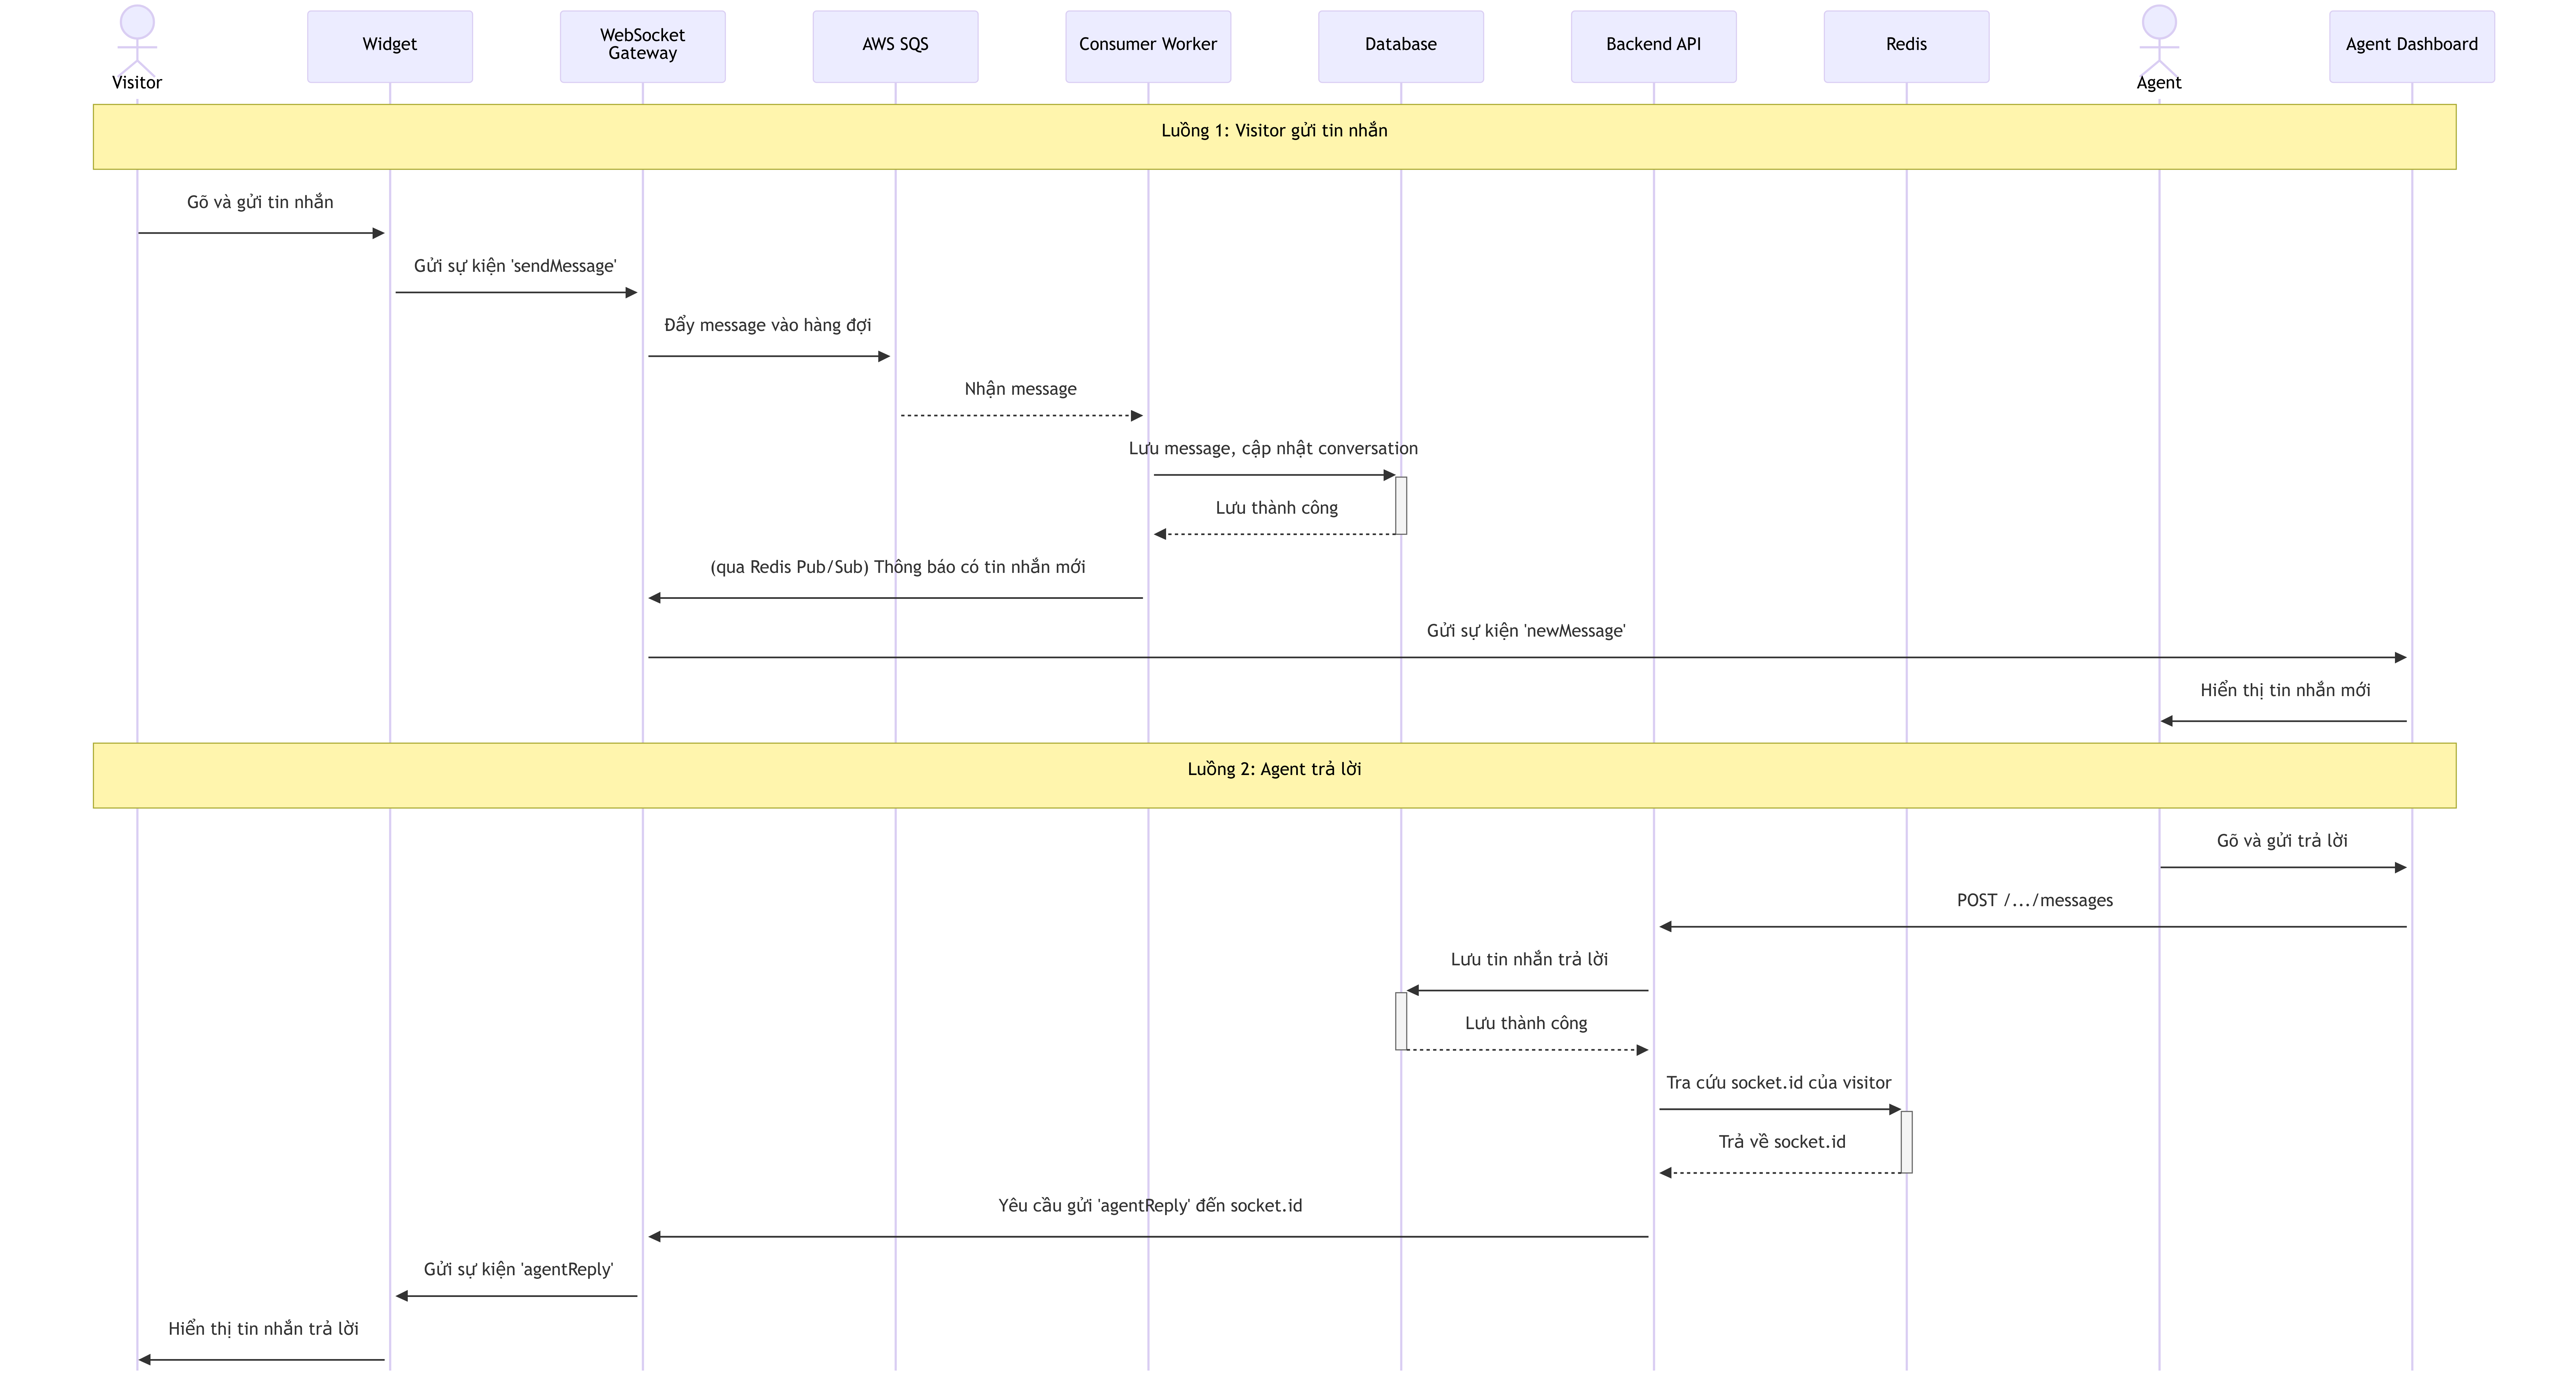 Visitor
Widget
WebSocket
Gateway
AWS SQS
Consumer Worker
Database
Backend API
Redis
Agent
Agent Dashboard
Luồng 1: Visitor gửi tin nhắn
Gõ và gửi tin nhắn
Gửi sự kiện 'sendMessage'
Đẩy message vào hàng đợi
Nhận message
Lưu message, cập nhật conversation
Lưu thành công
(qua Redis Pub/Sub) Thông báo có tin nhắn mới
Gửi sự kiện 'newMessage'
Hiển thị tin nhắn mới
Luồng 2: Agent trả lời
Gõ và gửi trả lời
POST /.../messages
Lưu tin nhắn trả lời
Lưu thành công
Tra cứu socket.id của visitor
Trả về socket.id
Yêu cầu gửi 'agentReply' đến socket.id
Gửi sự kiện 'agentReply'
Hiển thị tin nhắn trả lời